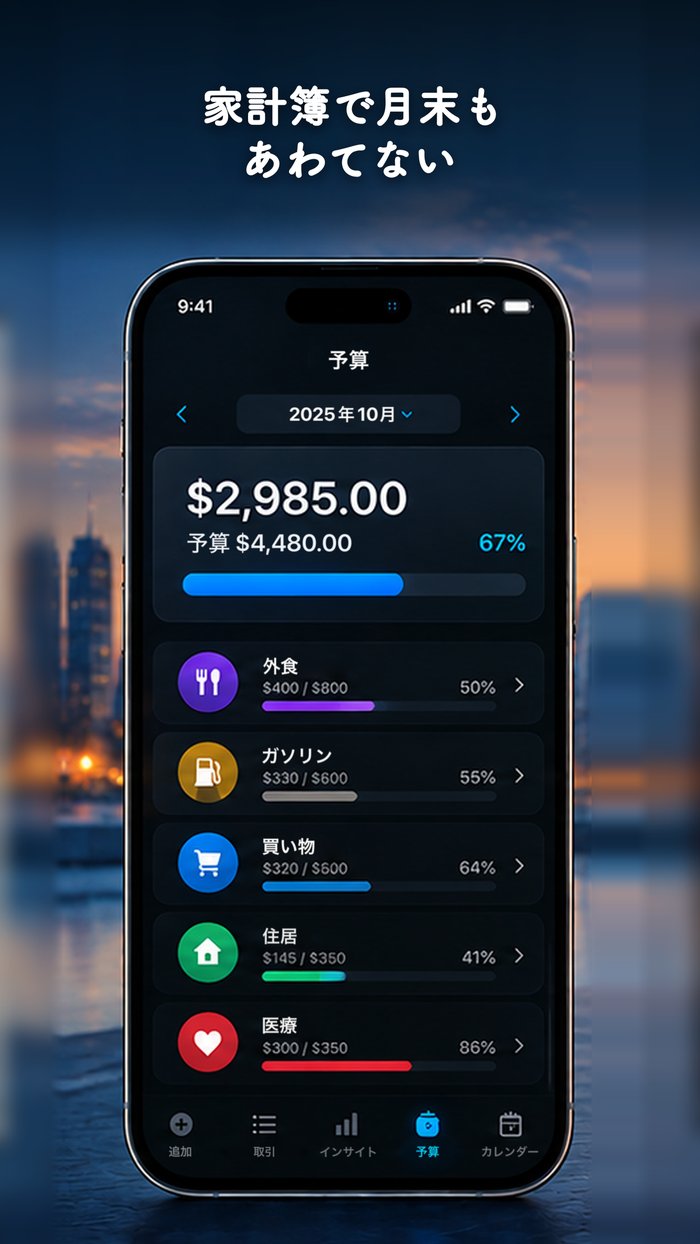 家計簿で月末も
あわてない
9:41
予算
2025年10月
$2,985.00
予算 $4,480.00
67%
外食
$400 / $800
50%
ガソリン
$330 / $600
55%
買い物
$320 / $600
64%
住居
$145 / $350
41%
医療
$300 / $350
86%
追加
取引
インサイト
予算
カレンダー